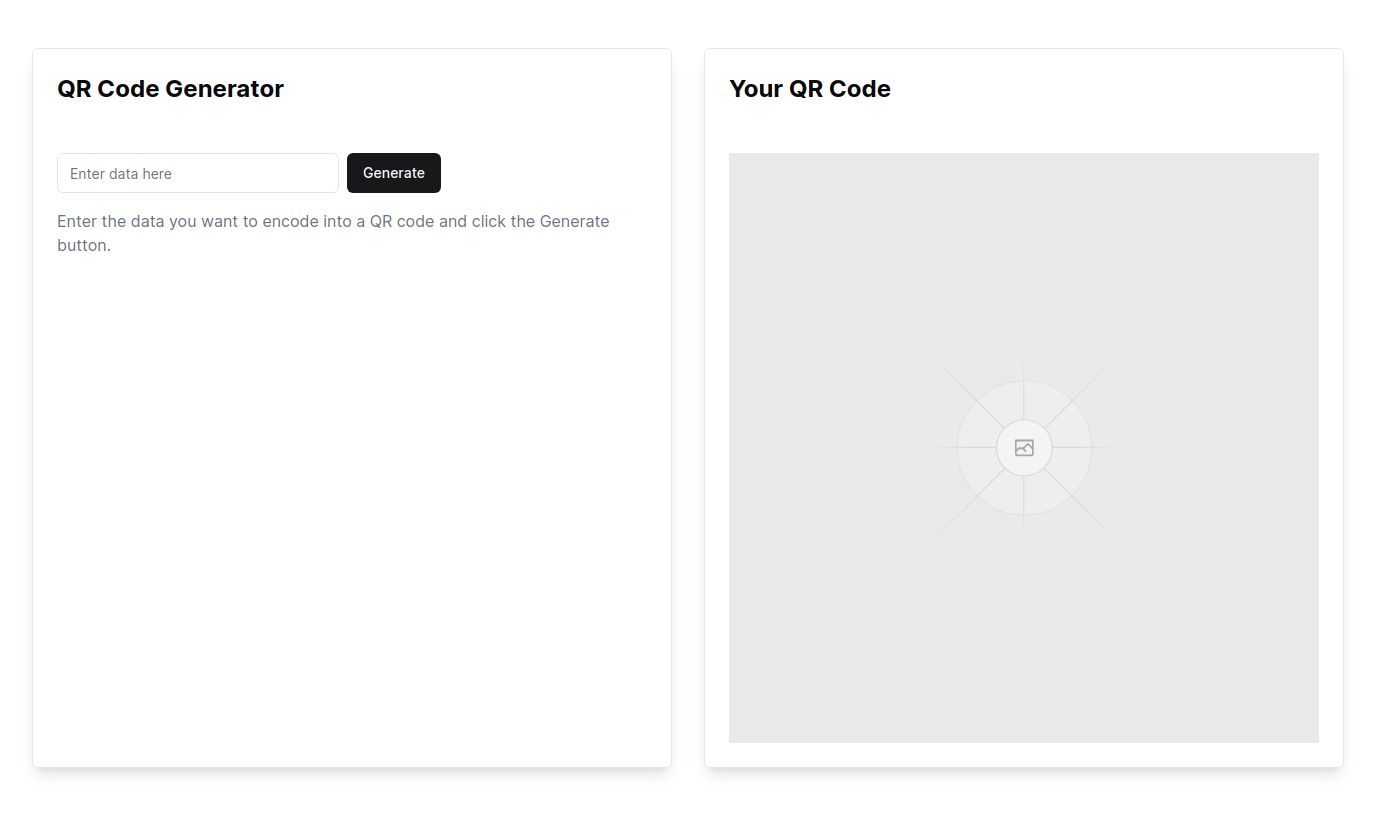 QR Code Generator
Enter data here
Generate
Enter the data you want to encode into a QR code and click the Generate
button.
Your QR Code